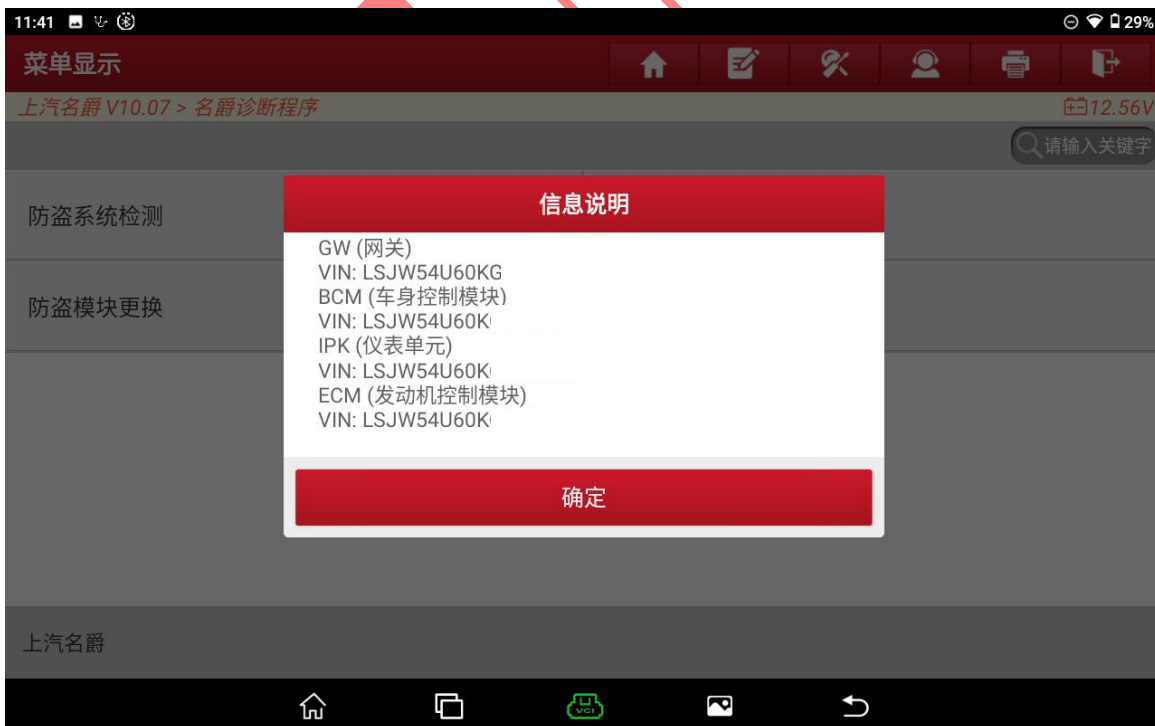 11:41
29%
菜单显示
上汽名爵 V10.07 > 名爵诊断程序
12.56V
请输入关键字
防盗系统检测
防盗模块更换
信息说明
GW (网关)
VIN: LSJW54U60KG
BCM (车身控制模块)
VIN: LSJW54U60K
IPK (仪表单元)
VIN: LSJW54U60K
ECM (发动机控制模块)
VIN: LSJW54U60K
确定
上汽名爵
VCI